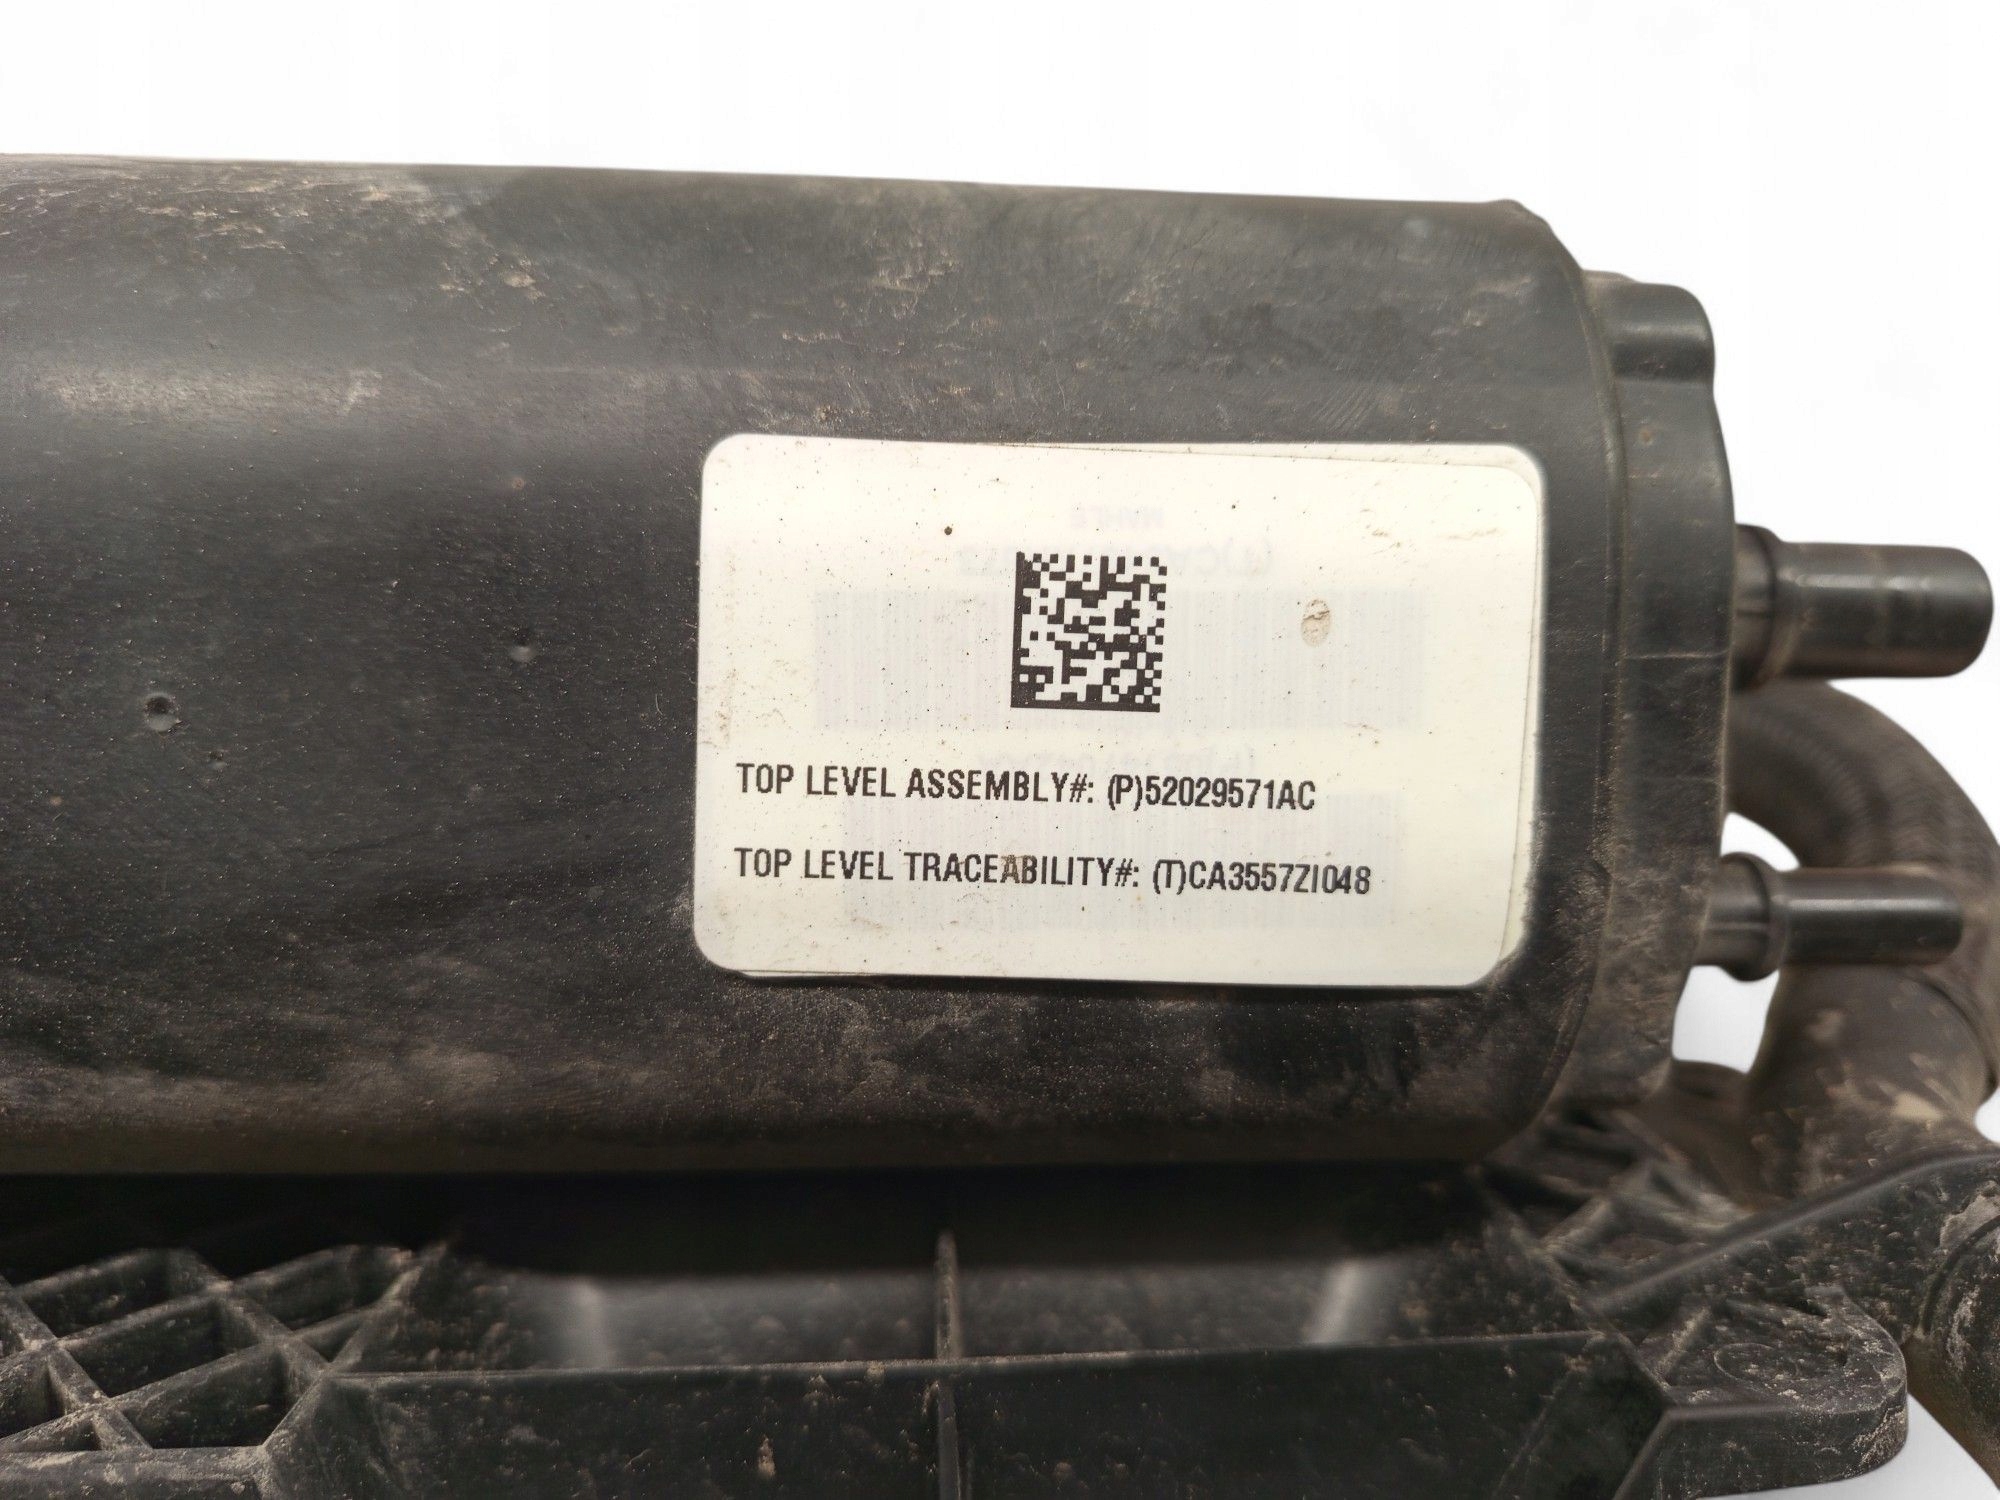 TOP LEVEL ASSEMBLY#: (P)52029571AC
TOP LEVEL TRACEABILITY#: (T)CA3557ZI048